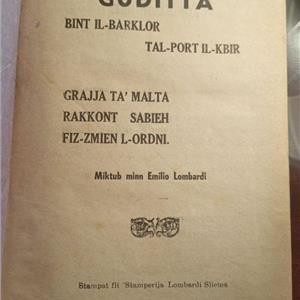 GUDITTA
BINT IL-BARKLOR
TAL-PORT IL-KBIR
GRAJJA TA' MALTA
RAKKONT SABIEH
FIZ-ZMIEN L-ORDNI.
Miktub minn Emilio Lombardi
Stampat fli 'Stamperija Lombardi Sliema